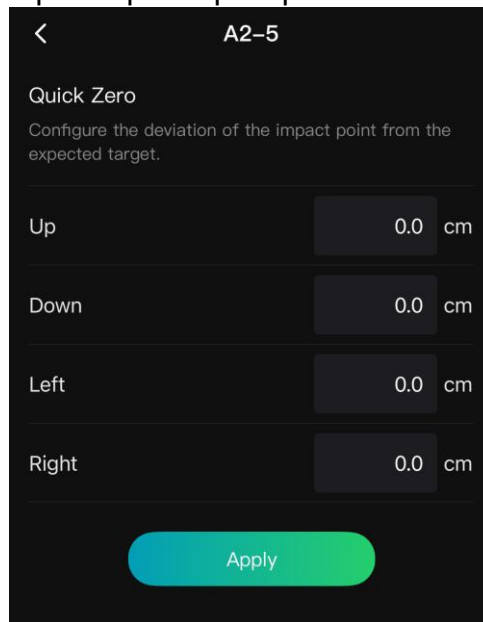 A2-5
Quick Zero
Configure the deviation of the impact point from the
expected target.
Up 0.0 cm
Down 0.0 cm
Left 0.0 cm
Right 0.0 cm
Apply